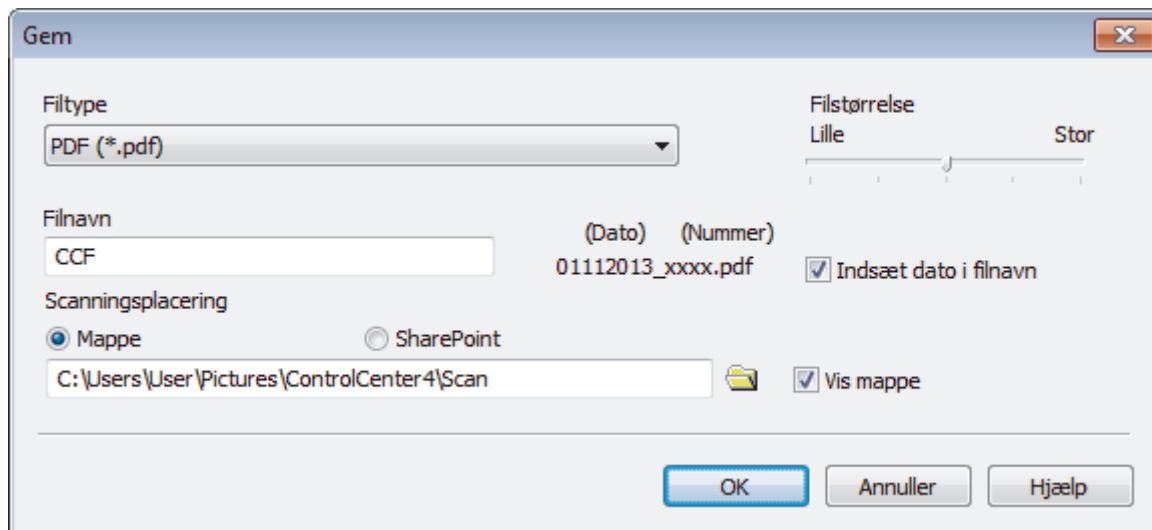 Gem
Filtype
PDF (*.pdf)
Filstørrelse
Lille Stor
Filnavn
CCF
(Dato) (Nummer)
01112013_xxxx.pdf
Indsæt dato i filnavn
Scanningsplacering
Mappe SharePoint
C:\Users\User\Pictures\ControlCenter4\Scan
Vis mappe
OK Annuller Hjælp